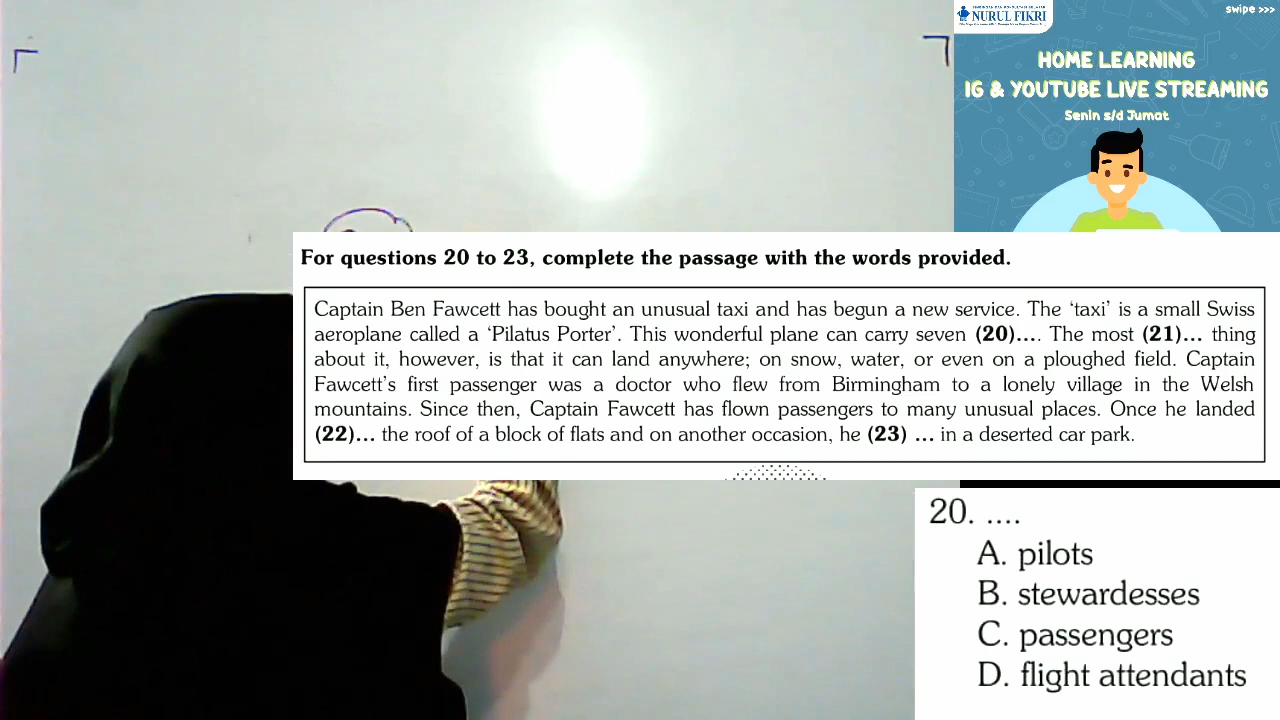 swipe >>>
NURUL FIKRI
HOME LEARNING
IG & YOUTUBE LIVE STREAMING
Senin s/d Jumat
For questions 20 to 23, complete the passage with the words provided.
Captain Ben Fawcett has bought an unusual taxi and has begun a new service. The ‘taxi’ is a small Swiss
aeroplane called a ‘Pilatus Porter’. This wonderful plane can carry seven (20)…. The most (21)… thing
about it, however, is that it can land anywhere; on snow, water, or even on a ploughed field. Captain
Fawcett’s first passenger was a doctor who flew from Birmingham to a lonely village in the Welsh
mountains. Since then, Captain Fawcett has flown passengers to many unusual places. Once he landed
(22)… the roof of a block of flats and on another occasion, he (23) … in a deserted car park.
20. ....
A. pilots
B. stewardesses
C. passengers
D. flight attendants